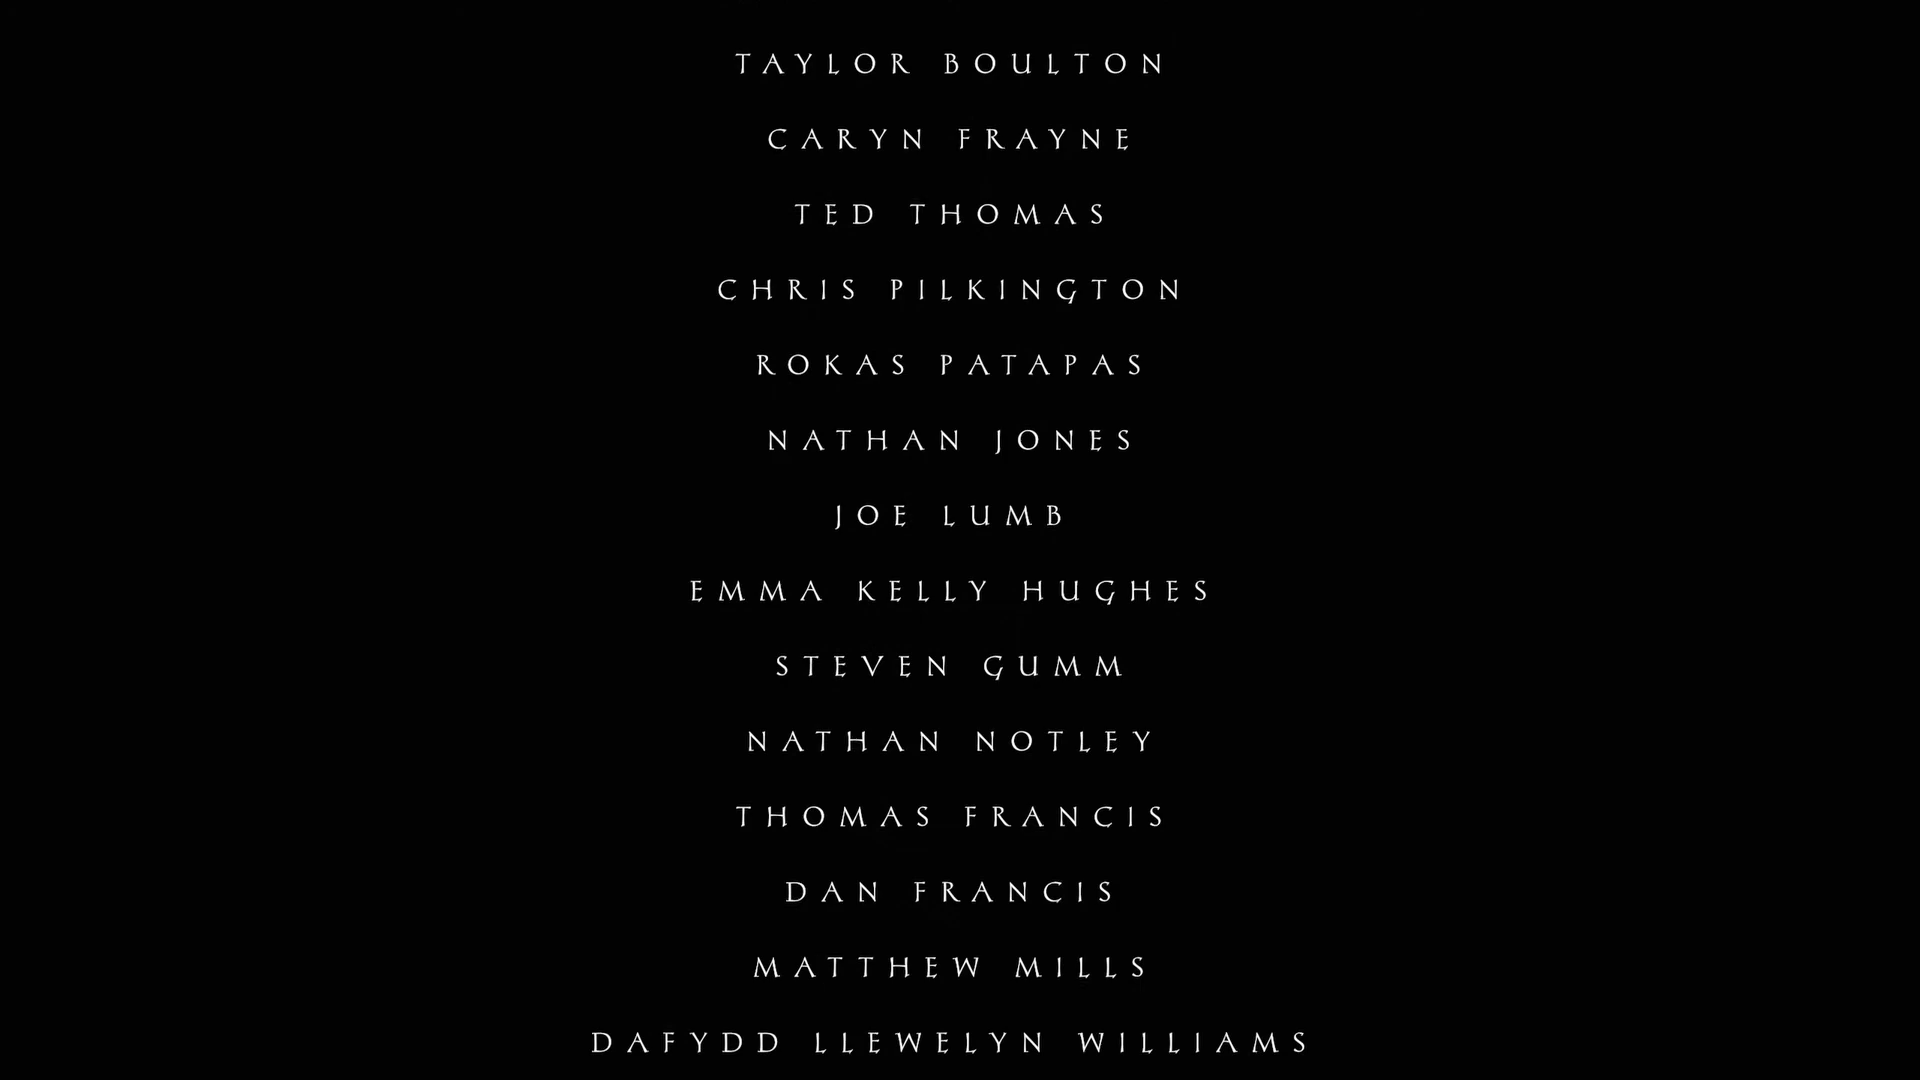 TAYLOR BOULTON
CARYN FRAYNE
TED THOMAS
CHRIS PILKINGTON
ROKAS PATAPAS
NATHAN JONES
JOE LUMB
EMMA KELLY HUGHES
STEVEN GUMM
NATHAN NOTLEY
THOMAS FRANCIS
DAN FRANCIS
MATTHEW MILLS
DAFYDD LLEWELYN WILLIAMS